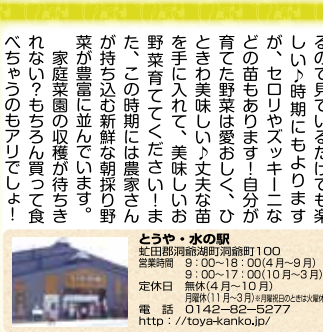 るので見ているだけでも楽
しい♪時期にもよります
が、セロリやズッキーニな
どの苗もあります！自分が
育てた野菜は愛おしく、ひ
ときわ美味しい♪丈夫な苗
を手に入れて、美味しいお
野菜育ててください！ま
た、この時期には農家さん
が持ち込む新鮮な朝採り野
菜が豊富に並んでいます。
家庭菜園の収穫が待ちき
れない？もちろん買って食
べちゃうのもアリでしょ！
とうや・水の駅
虻田郡洞爺湖町洞爺町100
営業時間 9：00～18：00(4月～9月)
9：00～17：00(10月～3月)
定休日 無休(4月～10月)
月曜休(11月～3月)※月曜祝日のときは火曜休
電 話 0142―82―5277
http：//toya-kanko.jp/